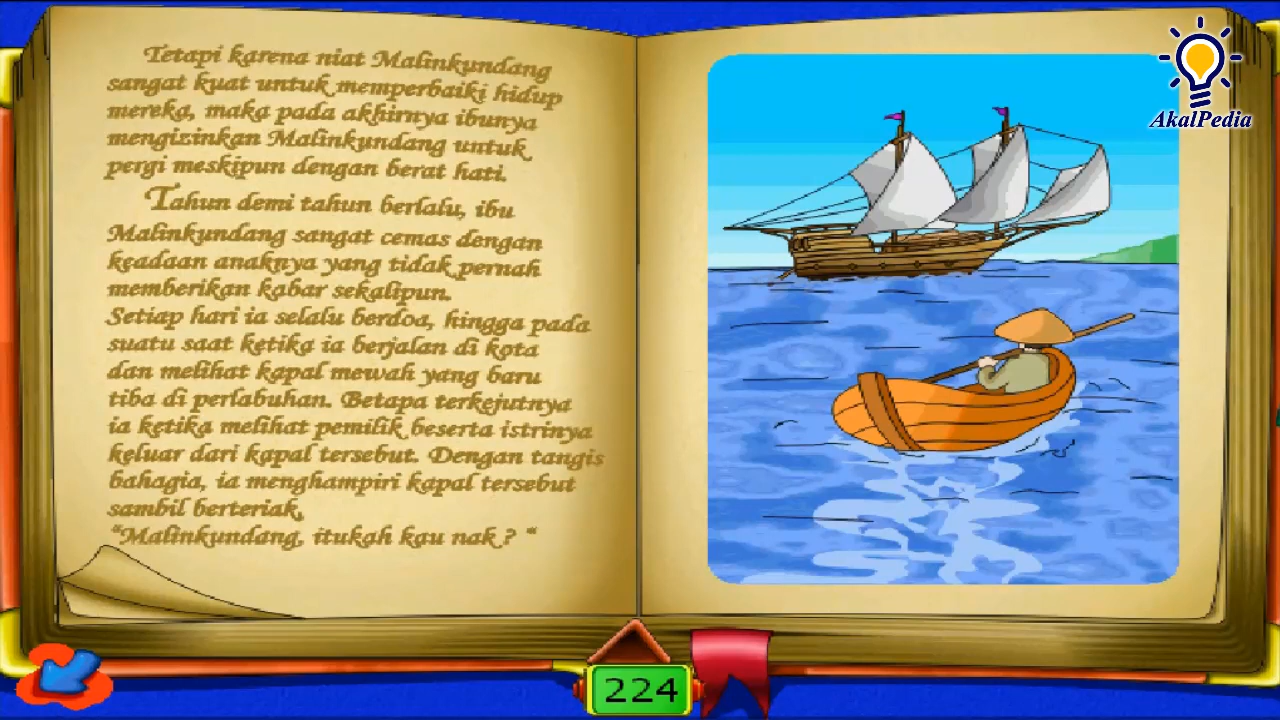 Tetapi karena niat Malinkundang
sangat kuat untuk memperbaiki hidup
mereka, maka pada akhirnya ibunya
mengizinkan Malinkundang untuk
pergi meskipun dengan berat hati.
Tahun demi tahun berlalu, ibu
Malinkundang sangat cemas dengan
keadaan anaknya yang tidak pernah
memberikan kabar sekalipun.
Setiap hari ia selalu berdoa, hingga pada
suatu saat ketika ia berjalan di kota
dan melihat kapal mewah yang baru
tiba di perlabuhan. Betapa terkejutnya
ia ketika melihat pemilik beserta istrinya
keluar dari kapal tersebut. Dengan tangis
bahagia, ia menghampiri kapal tersebut
sambil berteriak,
"Malinkundang, itukah kau nak ? "
AkalPedia
224